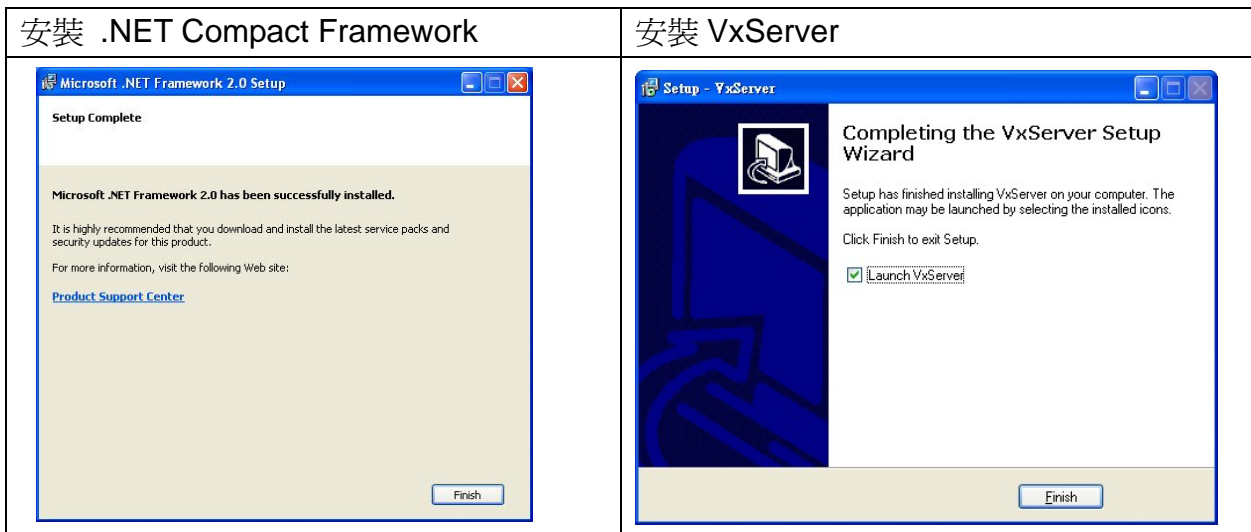 安裝 .NET Compact Framework
Microsoft .NET Framework 2.0 Setup
Setup Complete
Microsoft .NET Framework 2.0 has been successfully installed.
It is highly recommended that you download and install the latest service packs and
security updates for this product.
For more information, visit the following Web site:
Product Support Center
Finish
安裝 VxServer
Setup - VxServer
Completing the VxServer Setup
Wizard
Setup has finished installing VxServer on your computer. The
application may be launched by selecting the installed icons.
Click Finish to exit Setup.
Launch VxServer
Finish